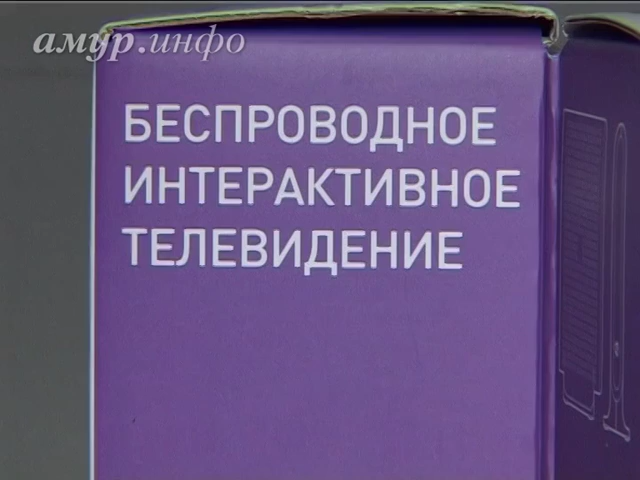 амур.инфо
БЕСПРОВОДНОЕ
ИНТЕРАКТИВНОЕ
ТЕЛЕВИДЕНИЕ